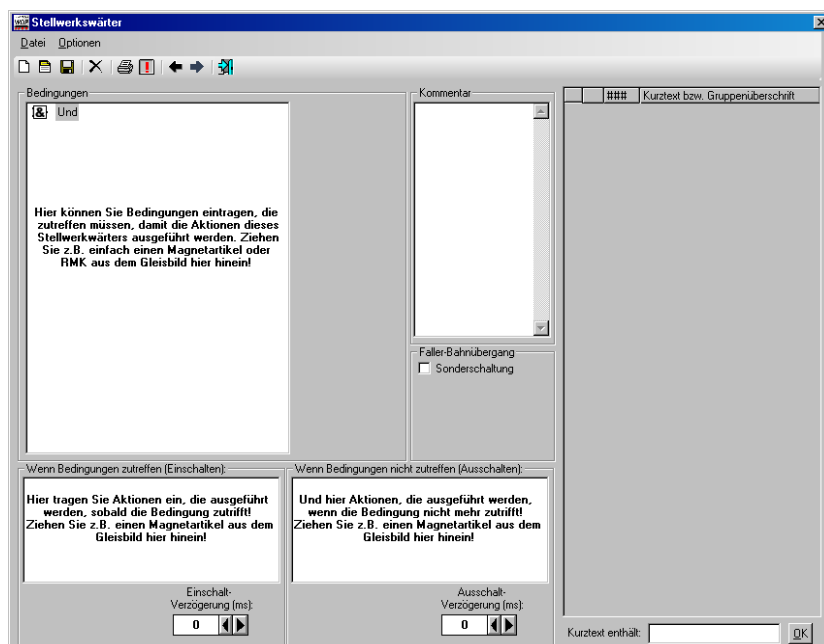 Stellwerkswärter
Datei Optionen
Bedingungen
& Und
Hier können Sie Bedingungen eintragen, die
zutreffen müssen, damit die Aktionen dieses
Stellwerkwärters ausgeführt werden. Ziehen
Sie z.B. einfach einen Magnetartikel oder
RMK aus dem Gleisbild hier hinein!
Kommentar
Faller-Bahnübergang
Sonderschaltung
### Kurztext bzw. Gruppenüberschrift
Wenn Bedingungen zutreffen (Einschalten):
Hier tragen Sie Aktionen ein, die ausgeführt
werden, sobald die Bedingung zutrifft!
Ziehen Sie z.B. einen Magnetartikel aus dem
Gleisbild hier hinein!
Einschalt-
Verzögerung (ms):
0
Wenn Bedingungen nicht zutreffen (Ausschalten):
Und hier Aktionen, die ausgeführt werden,
wenn die Bedingung nicht mehr zutrifft!
Ziehen Sie z.B. einen Magnetartikel aus dem
Gleisbild hier hinein!
Ausschalt-
Verzögerung (ms):
0
Kurztext enthält:
OK